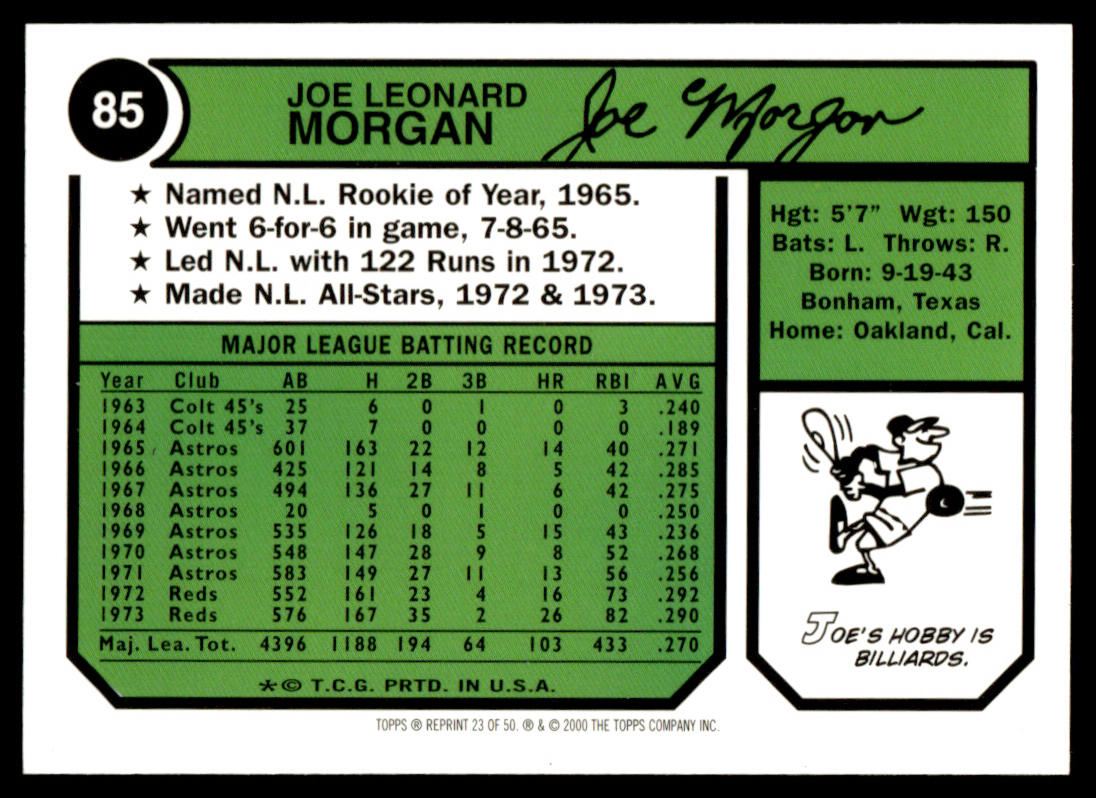 85
JOE LEONARD
MORGAN
Joe Morgan
★ Named N.L. Rookie of Year, 1965.
★ Went 6-for-6 in game, 7-8-65.
★ Led N.L. with 122 Runs in 1972.
★ Made N.L. All-Stars, 1972 & 1973.
MAJOR LEAGUE BATTING RECORD
Year Club AB H 2B 3B HR RBI AVG
1963 Colt 45's 25 6 0 1 0 3 .240
1964 Colt 45's 37 7 0 0 0 0 .189
1965 Astros 601 163 22 12 14 40 .271
1966 Astros 425 121 14 8 5 42 .285
1967 Astros 494 136 27 11 6 42 .275
1968 Astros 20 5 0 1 0 0 .250
1969 Astros 535 126 18 5 15 43 .236
1970 Astros 548 147 28 9 8 52 .268
1971 Astros 583 149 27 11 13 56 .256
1972 Reds 552 161 23 4 16 73 .292
1973 Reds 576 167 35 2 26 82 .290
Maj. Lea. Tot. 4396 1188 194 64 103 433 .270
*© T.C.G. PRTD. IN U.S.A.
Hgt: 5'7" Wgt: 150
Bats: L. Throws: R.
Born: 9-19-43
Bonham, Texas
Home: Oakland, Cal.
JOE'S HOBBY IS
BILLIARDS.
TOPPS ® REPRINT 23 OF 50. ® & © 2000 THE TOPPS COMPANY INC.